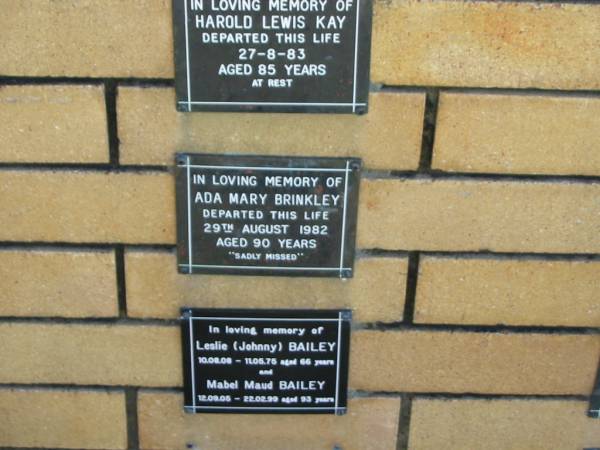 IN LOVING MEMORY OF
HAROLD LEWIS KAY
DEPARTED THIS LIFE
27-8-83
AGED 85 YEARS
AT REST
IN LOVING MEMORY OF
ADA MARY BRINKLEY
DEPARTED THIS LIFE
29TH AUGUST 1982
AGED 90 YEARS
"SADLY MISSED"
In loving memory of
Leslie (Johnny) BAILEY
10.08.08 - 11.05.75 aged 66 years
and
Mabel Maud BAILEY
12.09.05 - 22.02.99 aged 93 years